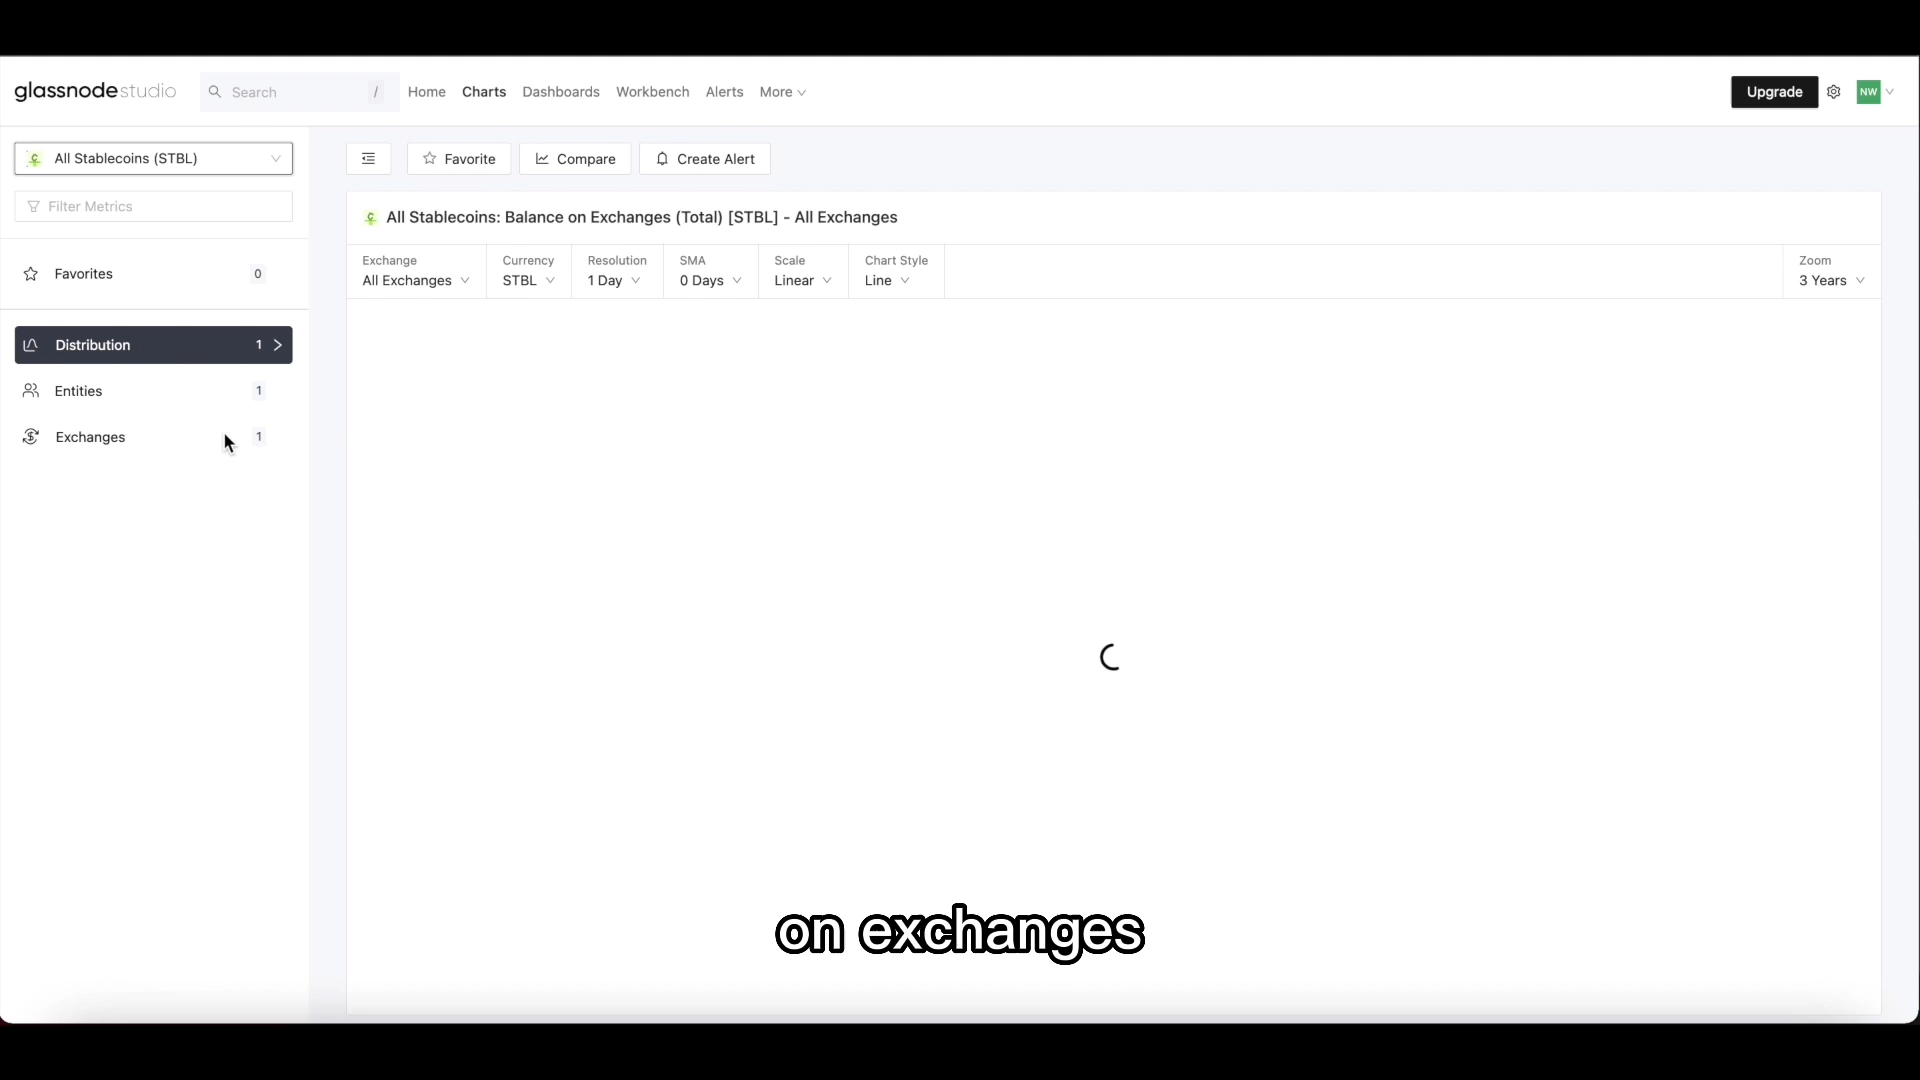 glassnodestudio
Search /
Home Charts Dashboards Workbench Alerts More
Upgrade
NW
All Stablecoins (STBL)
Favorite Compare Create Alert
Filter Metrics
Favorites 0
Distribution 1
Entities 1
Exchanges 1
All Stablecoins: Balance on Exchanges (Total) [STBL] - All Exchanges
Exchange Currency Resolution SMA Scale Chart Style Zoom
All Exchanges STBL 1 Day 0 Days Linear Line 3 Years
on exchanges